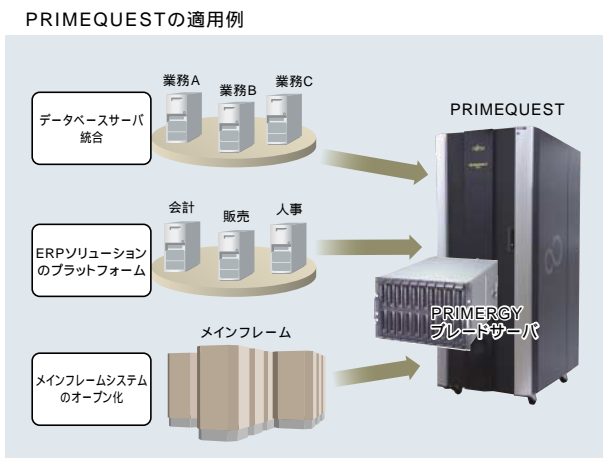 PRIMEQUESTの適用例
業務A
業務B
業務C
データベースサーバ
統合
PRIMEQUEST
会計
販売
人事
ERPソリューション
のプラットフォーム
PRIMERGY
ブレードサーバ
メインフレーム
メインフレームシステム
のオープン化